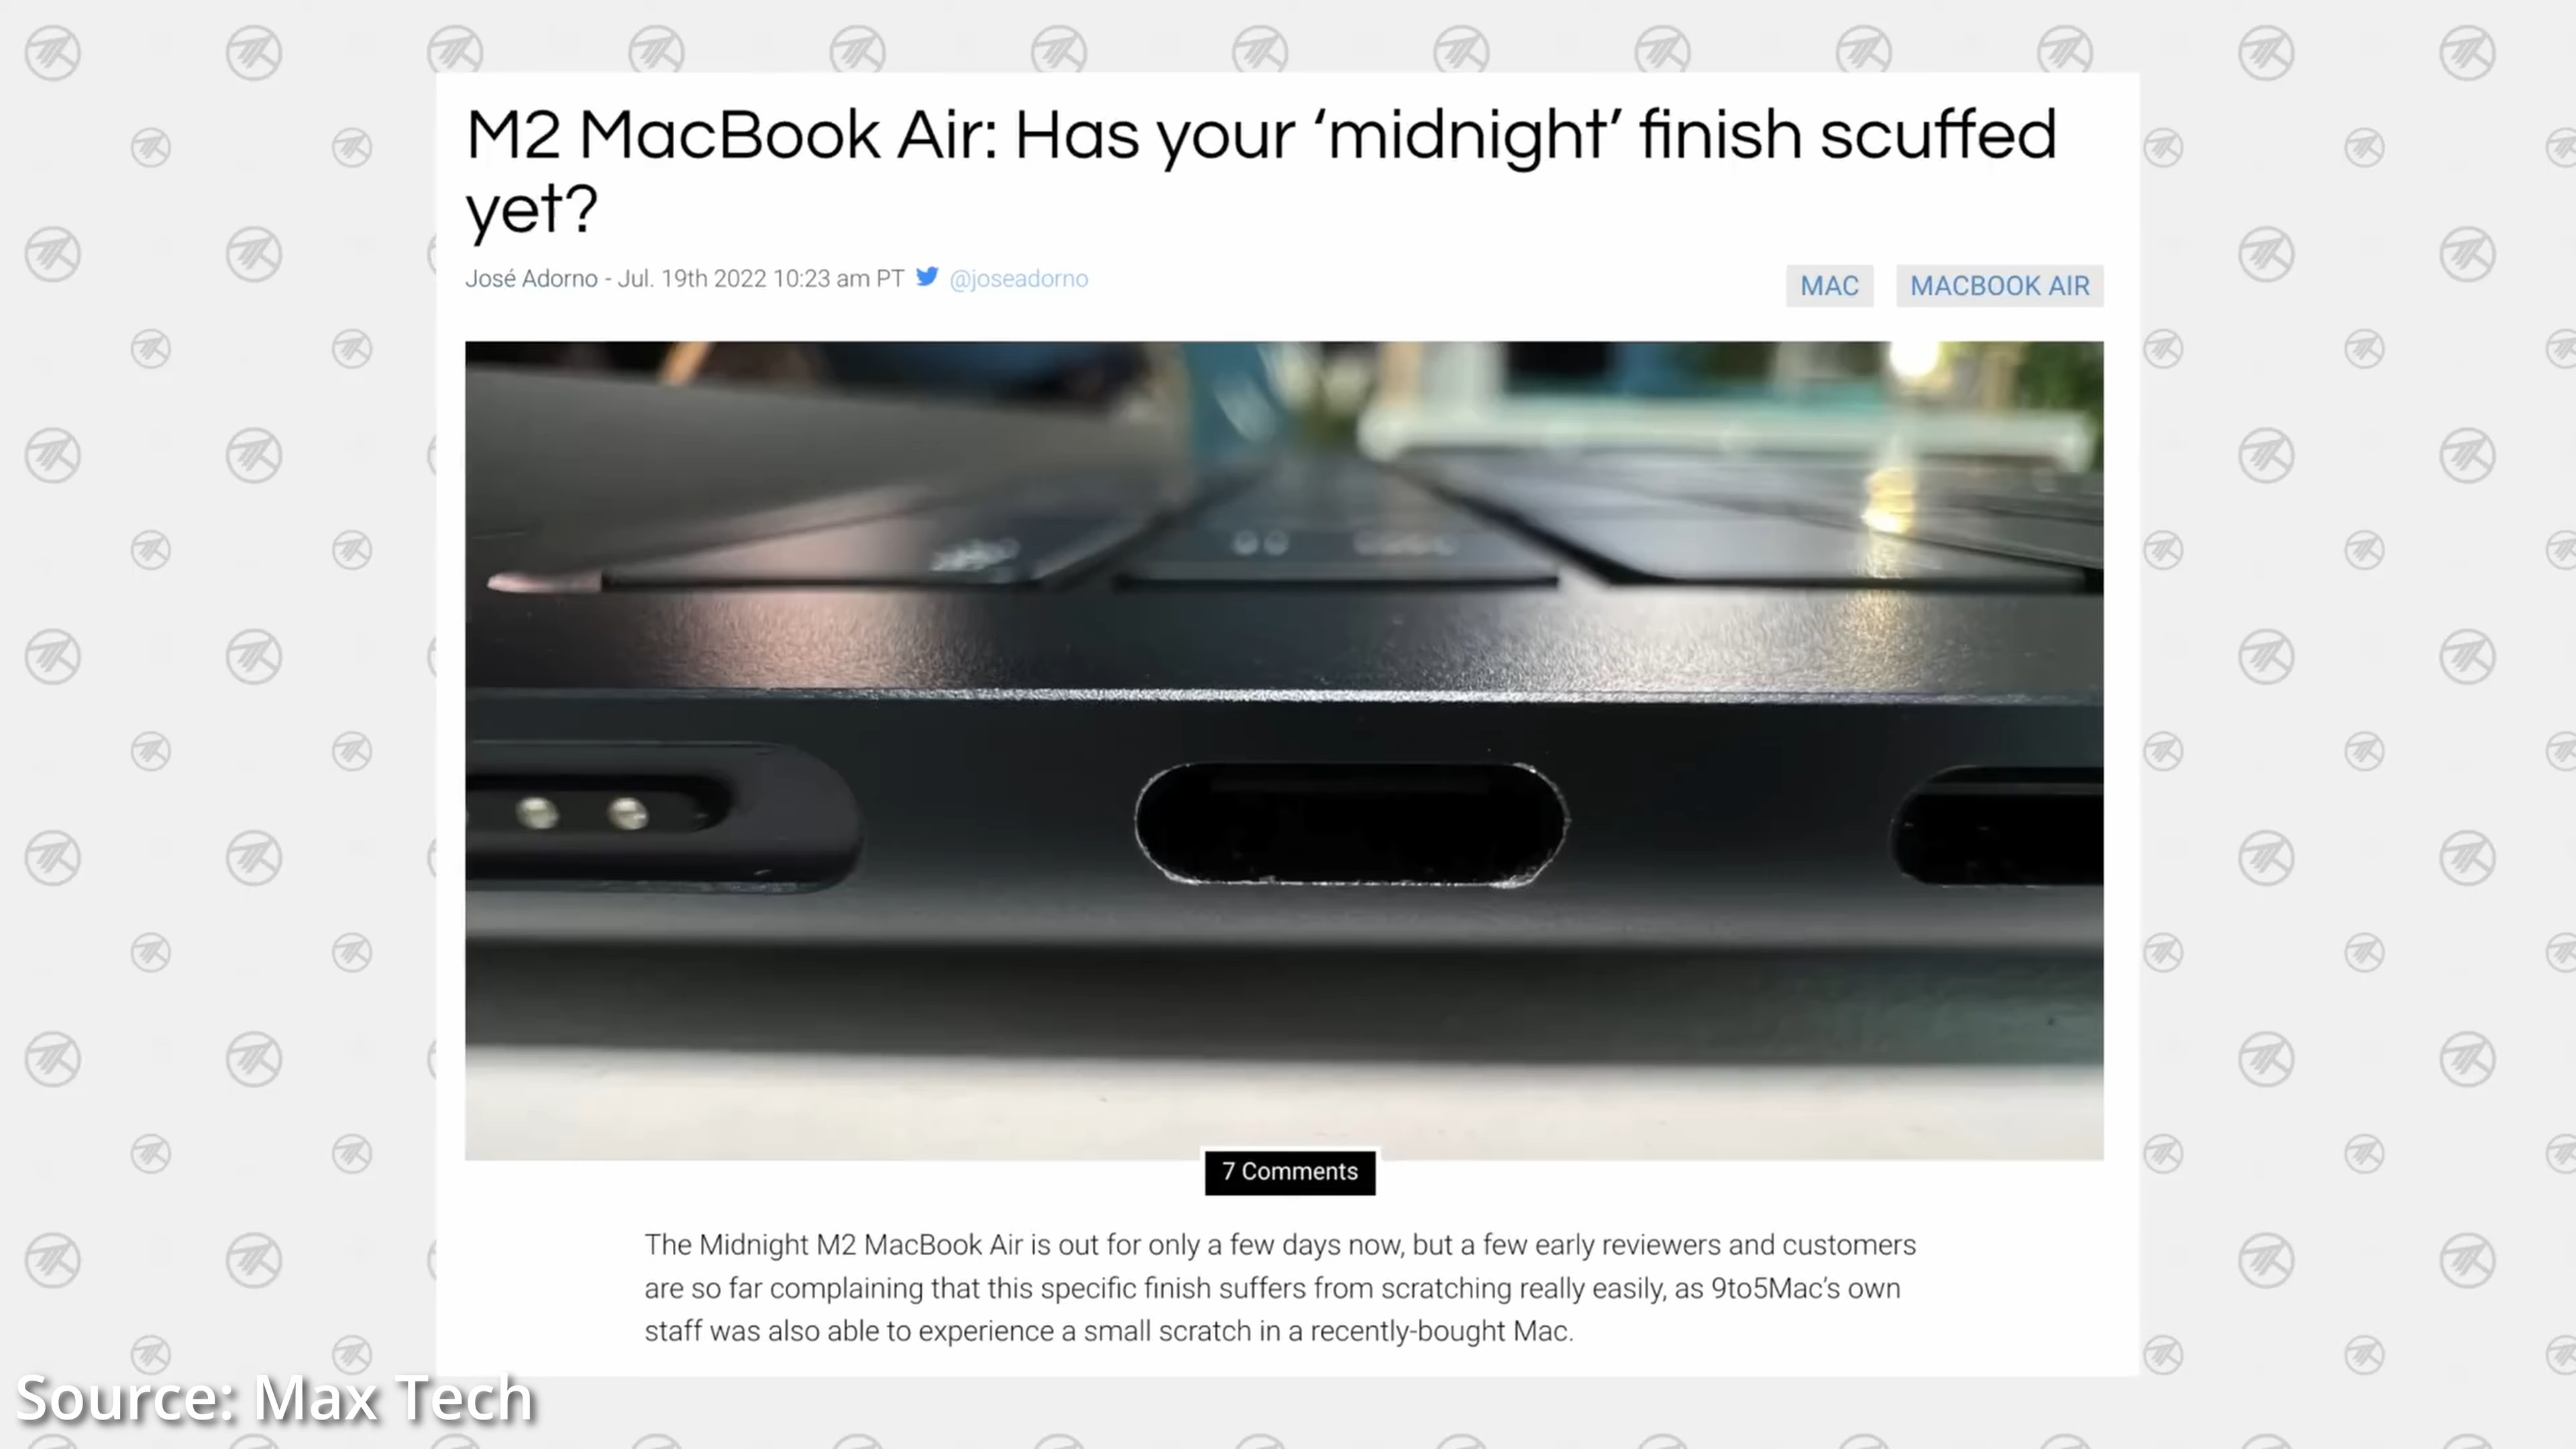 M2 MacBook Air: Has your ‘midnight’ finish scuffed
yet?
José Adorno - Jul. 19th 2022 10:23 am PT @joseadorno
MAC MACBOOK AIR
7 Comments
The Midnight M2 MacBook Air is out for only a few days now, but a few early reviewers and customers
are so far complaining that this specific finish suffers from scratching really easily, as 9to5Mac’s own
staff was also able to experience a small scratch in a recently-bought Mac.
Source: Max Tech